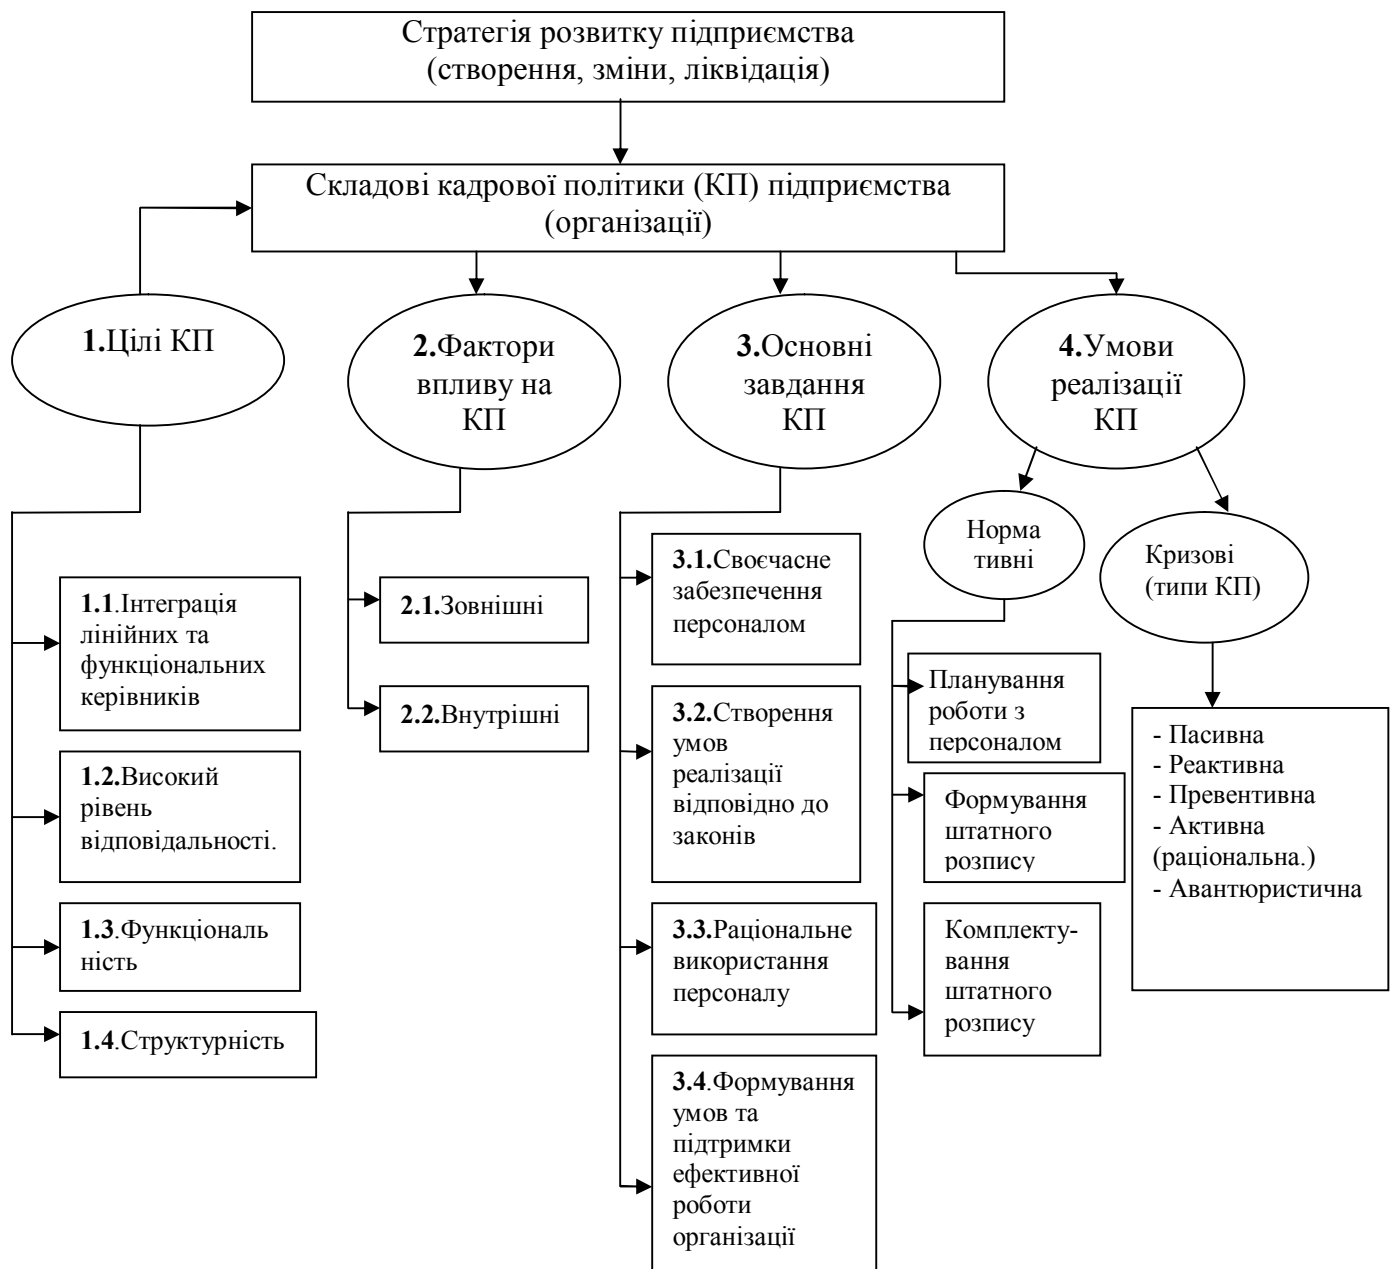 Стратегія розвитку підприємства
(створення, зміни, ліквідація)
Складові кадрової політики (КП) підприємства
(організації)
1.Цілі КП
2.Фактори
впливу на
КП
3.Основні
завдання
КП
4.Умови
реалізації
КП
Норма
тивні
Кризові
(типи КП)
1.1.Інтеграція
лінійних та
функціональних
керівників
1.2.Високий
рівень
відповідальності.
1.3.Функціональ
ність
1.4.Структурність
2.1.Зовнішні
2.2.Внутрішні
3.1.Своєчасне
забезпечення
персоналом
3.2.Створення
умов
реалізації
відповідно до
законів
3.3.Раціональне
використання
персоналу
3.4.Формування
умов та
підтримки
ефективної
роботи
організації
Планування
роботи з
персоналом
Формування
штатного
розпису
Комплекту-
вання
штатного
розпису
- Пасивна
- Реактивна
- Превентивна
- Активна
(раціональна.)
- Авантюристична